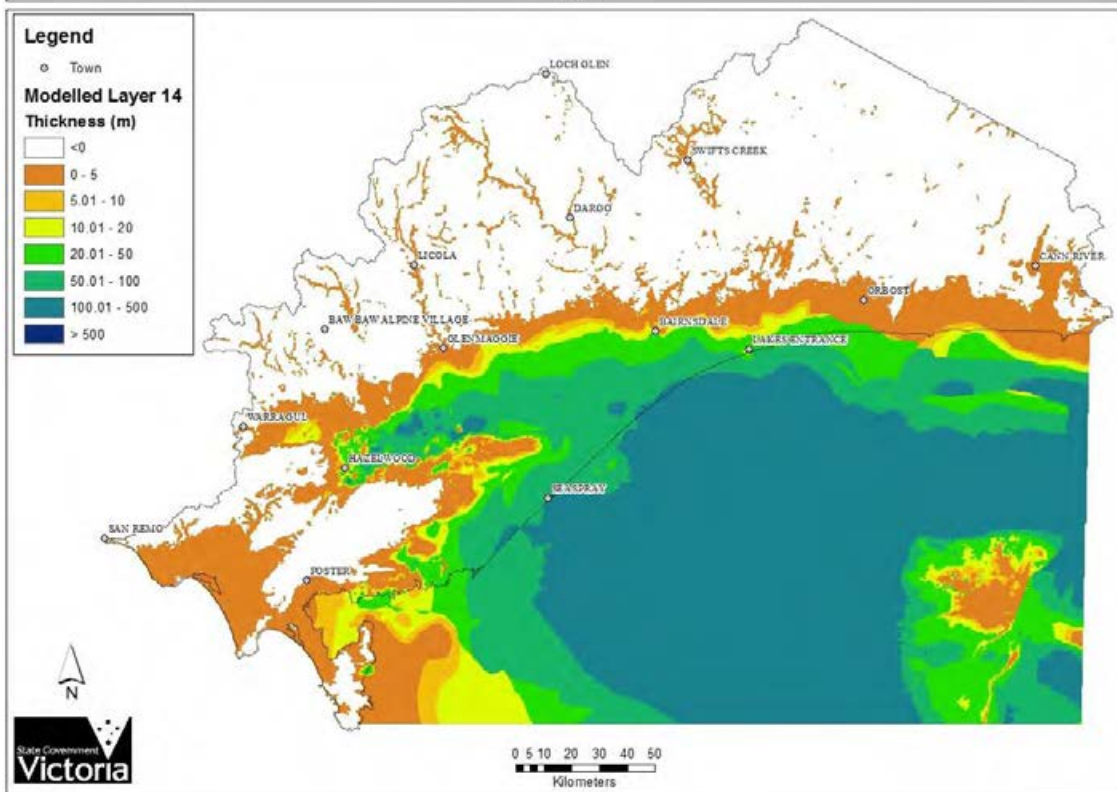 Legend
Town
Modelled Layer 14
Thickness (m)
<0
0 - 5
5.01 - 10
10.01 - 20
20.01 - 50
50.01 - 100
100.01 - 500
> 500
LOCH OLEN
SWIFTS CREEK
DARGO
LICOLA
CANN RIVER
ORBOST
BAW BAW ALPINE VILLAGE
BAIRNSDALE
GLENMAGGIE
LAKES ENTRANCE
WARRAGUL
HAZEDWOOD
SEASPRAY
SAN REMO
FOSTER
N
State Government
Victoria
0 5 10 20 30 40 50
Kilometers